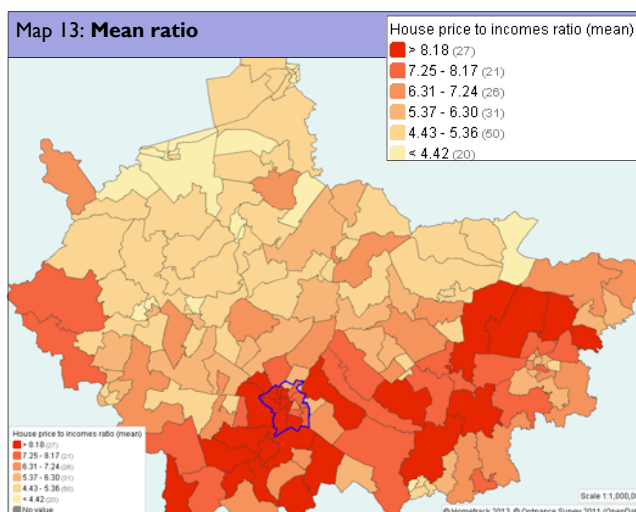 Map 13: Mean ratio
House price to incomes ratio (mean)
> 8.18 (27)
7.25 - 8.17 (21)
6.31 - 7.24 (26)
5.37 - 6.30 (31)
4.43 - 5.36 (50)
< 4.42 (20)
House price to incomes ratio (mean)
> 8.18 (27)
7.25 - 8.17 (21)
6.31 - 7.24 (26)
5.37 - 6.30 (31)
4.43 - 5.36 (50)
< 4.42 (20)
No value
Scale 1:1,000,00
© Hometrack 2013, © Ordnance Survey 2011 (OpenDat